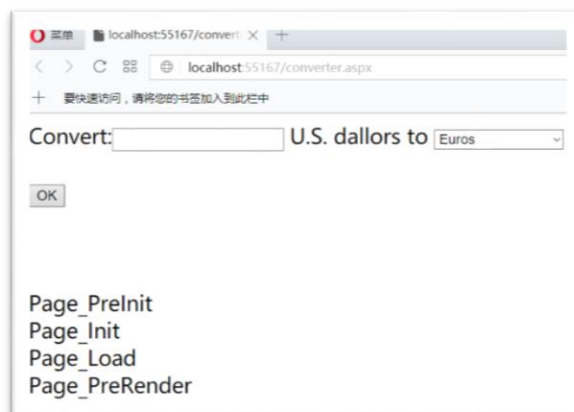 菜单 localhost:55167/convert × +
localhost:55167/converter.aspx
要快速访问，请将您的书签加入到此栏中
Convert: U.S. dallors to Euros
OK
Page_PreInit
Page_Init
Page_Load
Page_PreRender